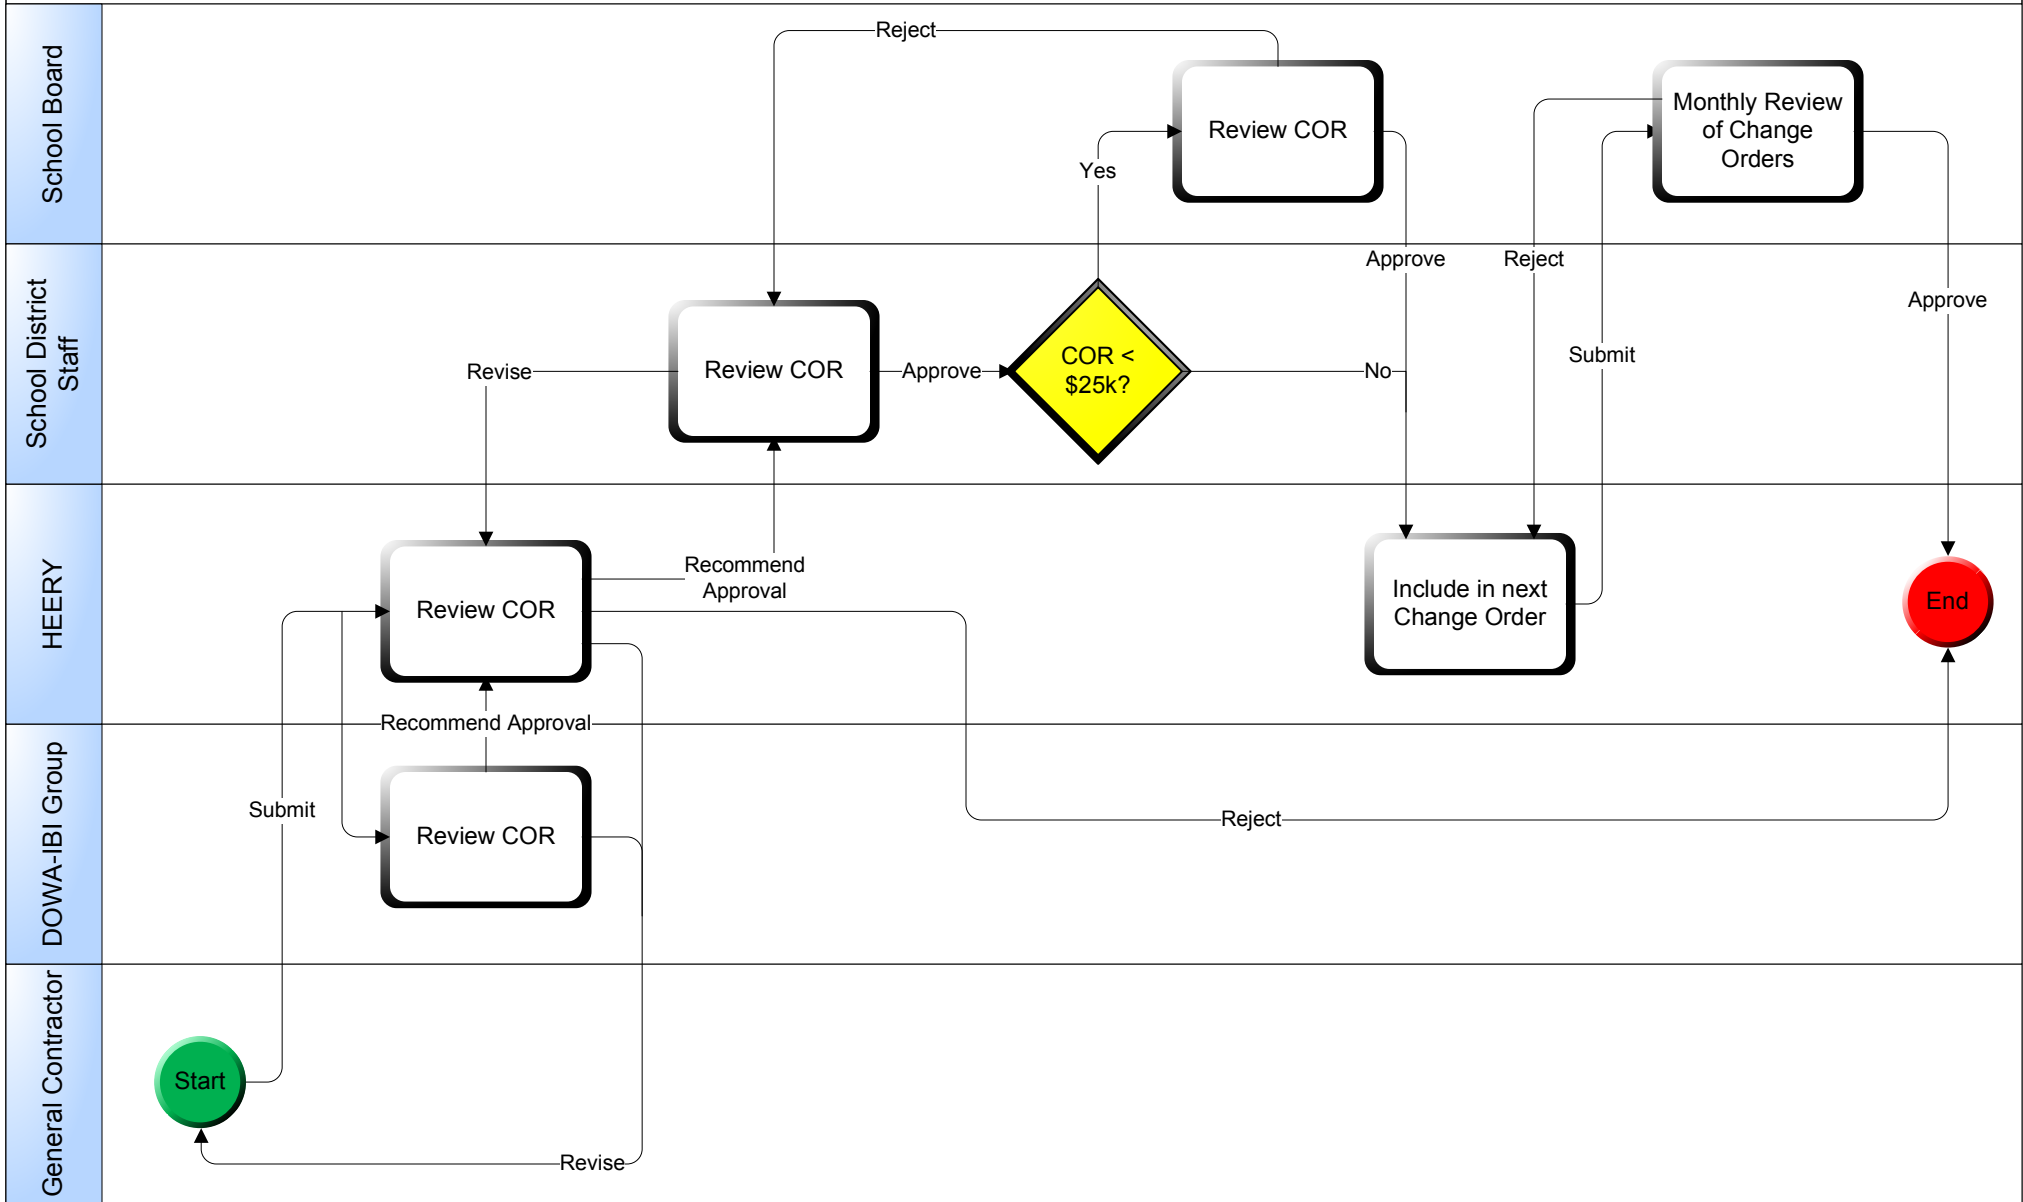 School Board
Reject
Review COR
Monthly Review
of Change
Orders
Yes
School District
Staff
Approve
Reject
Approve
Revise
Review COR
Approve
COR <
$25k?
No
Submit
HEERY
Recommend
Approval
Review COR
Include in next
Change Order
End
Recommend Approval
DOWA-IBI Group
Submit
Review COR
Reject
General Contractor
Start
Revise